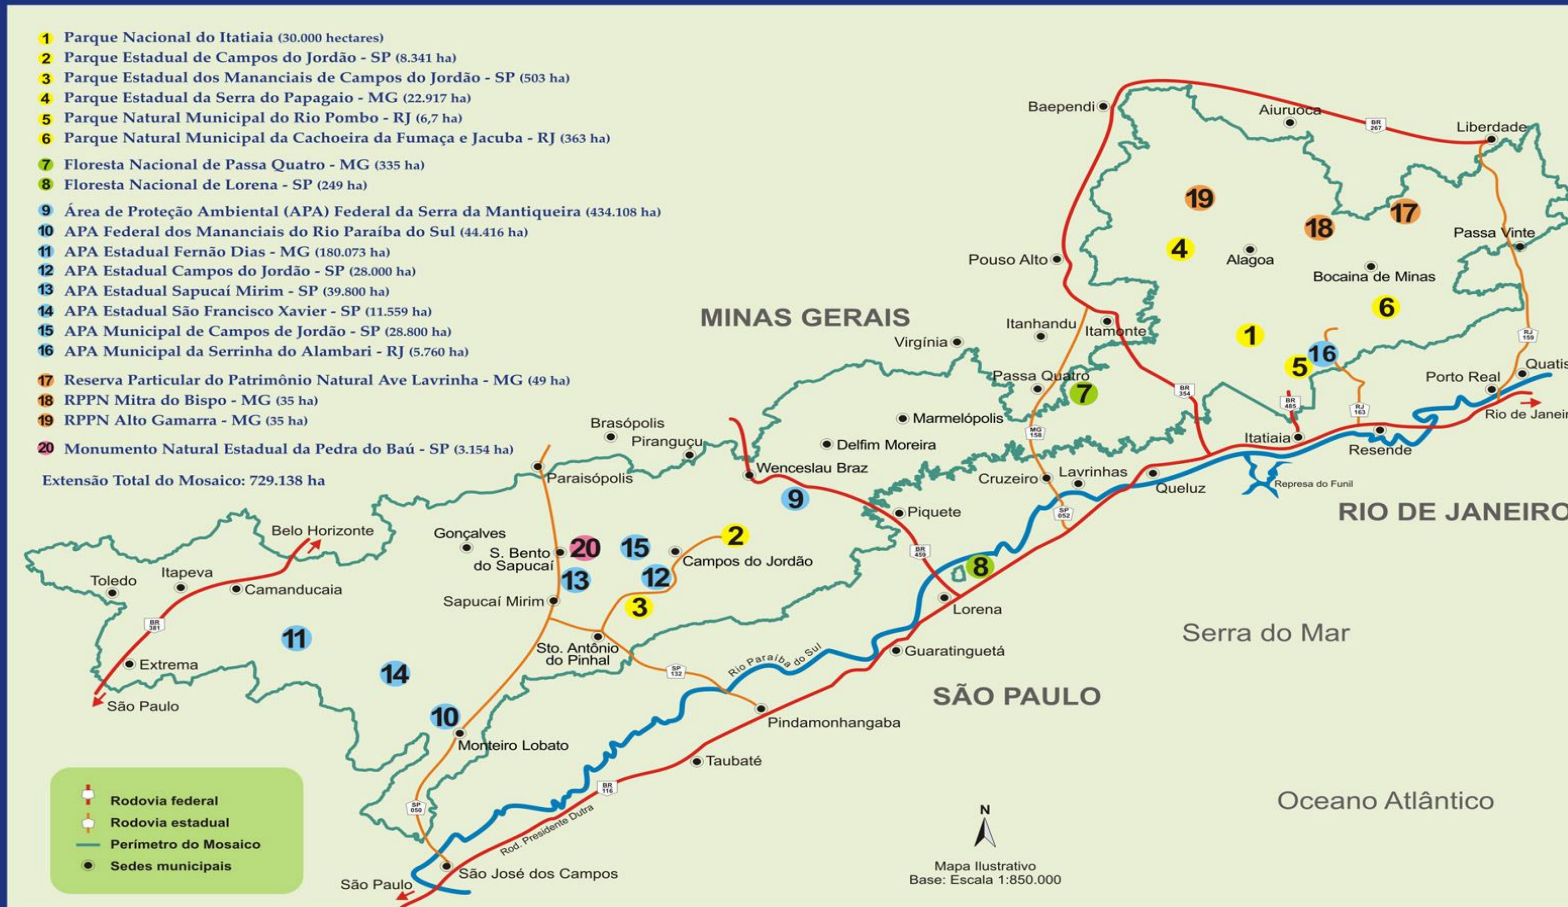 1 Parque Nacional do Itatiaia (30.000 hectares)
2 Parque Estadual de Campos do Jordão - SP (8.341 ha)
3 Parque Estadual dos Mananciais de Campos do Jordão - SP (503 ha)
4 Parque Estadual da Serra do Papagaio - MG (22.917 ha)
5 Parque Natural Municipal do Rio Pombo - RJ (6,7 ha)
6 Parque Natural Municipal da Cachoeira da Fumaça e Jacuba - RJ (363 ha)
7 Floresta Nacional de Passa Quatro - MG (335 ha)
8 Floresta Nacional de Lorena - SP (249 ha)
9 Área de Proteção Ambiental (APA) Federal da Serra da Mantiqueira (434.108 ha)
10 APA Federal dos Mananciais do Rio Paraíba do Sul (44.416 ha)
11 APA Estadual Fernão Dias - MG (180.073 ha)
12 APA Estadual Campos do Jordão - SP (28.000 ha)
13 APA Estadual Sapucaí Mirim - SP (39.800 ha)
14 APA Estadual São Francisco Xavier - SP (11.559 ha)
15 APA Municipal de Campos de Jordão - SP (28.800 ha)
16 APA Municipal da Serrinha do Alambari - RJ (5.760 ha)
17 Reserva Particular do Patrimônio Natural Ave Lavrinha - MG (49 ha)
18 RPPN Mitra do Bispo - MG (35 ha)
19 RPPN Alto Gamarra - MG (35 ha)
20 Monumento Natural Estadual da Pedra do Baú - SP (3.154 ha)
Extensão Total do Mosaico: 729.138 ha
Baependi
Aiuruoca
BR 267
Liberdade
19
18
17
Passa Vinte
4
Alagoa
Pouso Alto
Bocaina de Minas
6
MINAS GERAIS
Itanhandu
Itamonte
1
RJ 159
Virgínia
16
5
Quatis
Passa Quatro
7
BR 354
Porto Real
BR 485
RJ 163
Rio de Janeir
Marmelópolis
Brasópolis
MG 158
Piranguçu
Delfim Moreira
Itatiaia
Resende
Wenceslau Braz
Paraisópolis
Cruzeiro
Lavrinhas
Queluz
Represa do Funil
9
SP 052
Piquete
RIO DE JANEIRO
Belo Horizonte
Gonçalves
2
S. Bento
do Sapucaí
20
15
Campos do Jordão
BR 459
8
Toledo
Itapeva
Camanducaia
13
12
Sapucaí Mirim
3
Lorena
BR 381
11
Sto. Antônio
do Pinhal
Serra do Mar
Guaratinguetá
Extrema
14
SP 132
Rio Paraíba do Sul
São Paulo
SÃO PAULO
10
Pindamonhangaba
Monteiro Lobato
Taubaté
BR 116
SP 050
Rod. Presidente Dutra
Oceano Atlântico
Rodovia federal
Rodovia estadual
Perímetro do Mosaico
Sedes municipais
N
Mapa Ilustrativo
Base: Escala 1:850.000
São José dos Campos
São Paulo